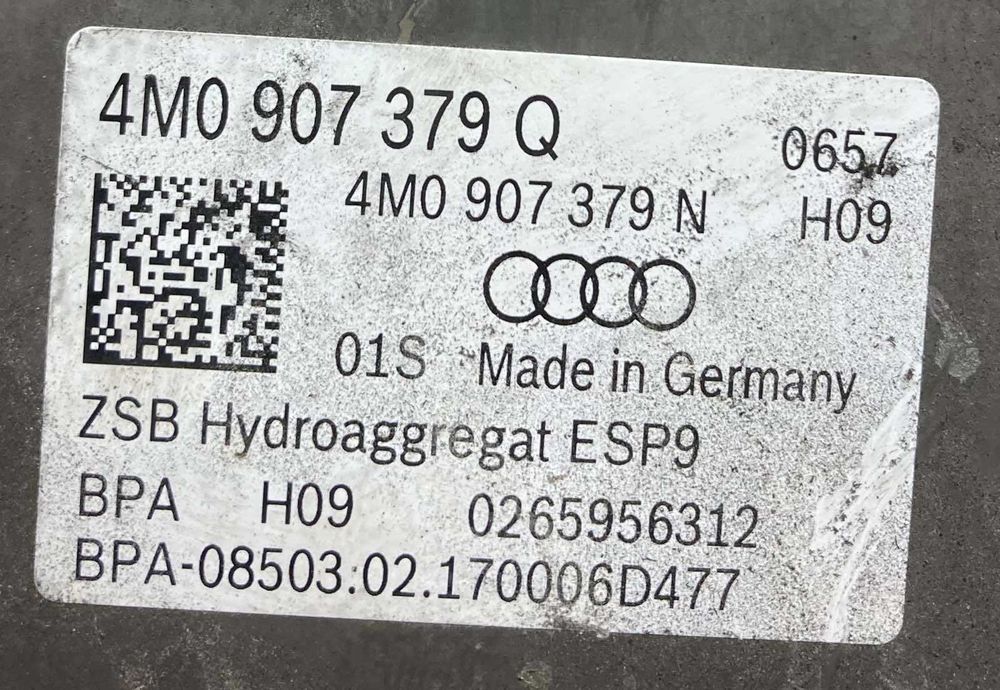 4M0 907 379 Q
0657
4M0 907 379 N
H09
01S Made in Germany
ZSB Hydroaggregat ESP9
BPA H09 0265956312
BPA-08503.02.170006D477